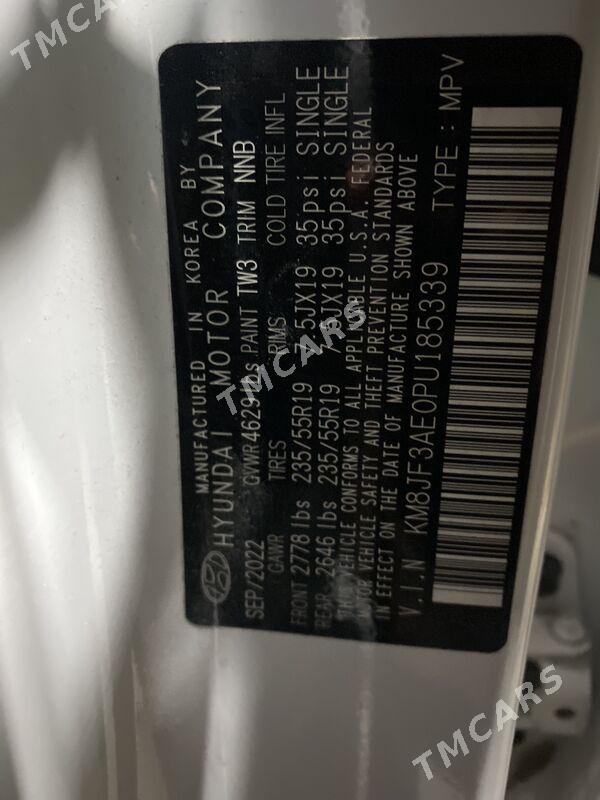 MANUFACTURED IN KOREA BY
HYUNDAI MOTOR COMPANY
SEP/2022 GVWR4629lbs PAINT TW3 TRIM NNB
GAWR TIRES RIMS COLD TIRE INFL
FRONT 2778 lbs 235/55R19 7.5JX19 35psi SINGLE
REAR 2646 lbs 235/55R19 7.5JX19 35psi SINGLE
THIS VEHICLE CONFORMS TO ALL APPLICABLE U.S.A. FEDERAL
MOTOR VEHICLE SAFETY AND THEFT PREVENTION STANDARDS
IN EFFECT ON THE DATE OF MANUFACTURE SHOWN ABOVE
V.I.N KM8JF3AE0PU185339 TYPE : MPV
TMCARS
TMCARS
TMCARS
TMCARS
TMCARS